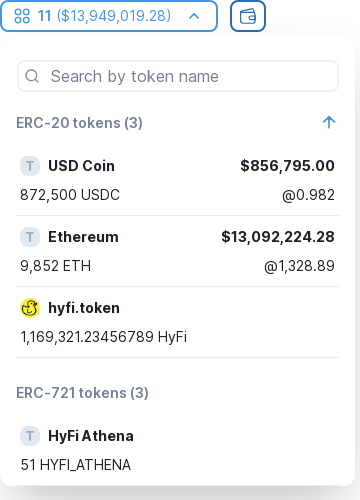 11 ($13,949,019.28)
Search by token name
ERC-20 tokens (3)
T USD Coin $856,795.00
872,500 USDC @0.982
T Ethereum $13,092,224.28
9,852 ETH @1,328.89
hyfi.token
1,169,321.23456789 HyFi
ERC-721 tokens (3)
T HyFi Athena
51 HYFI_ATHENA